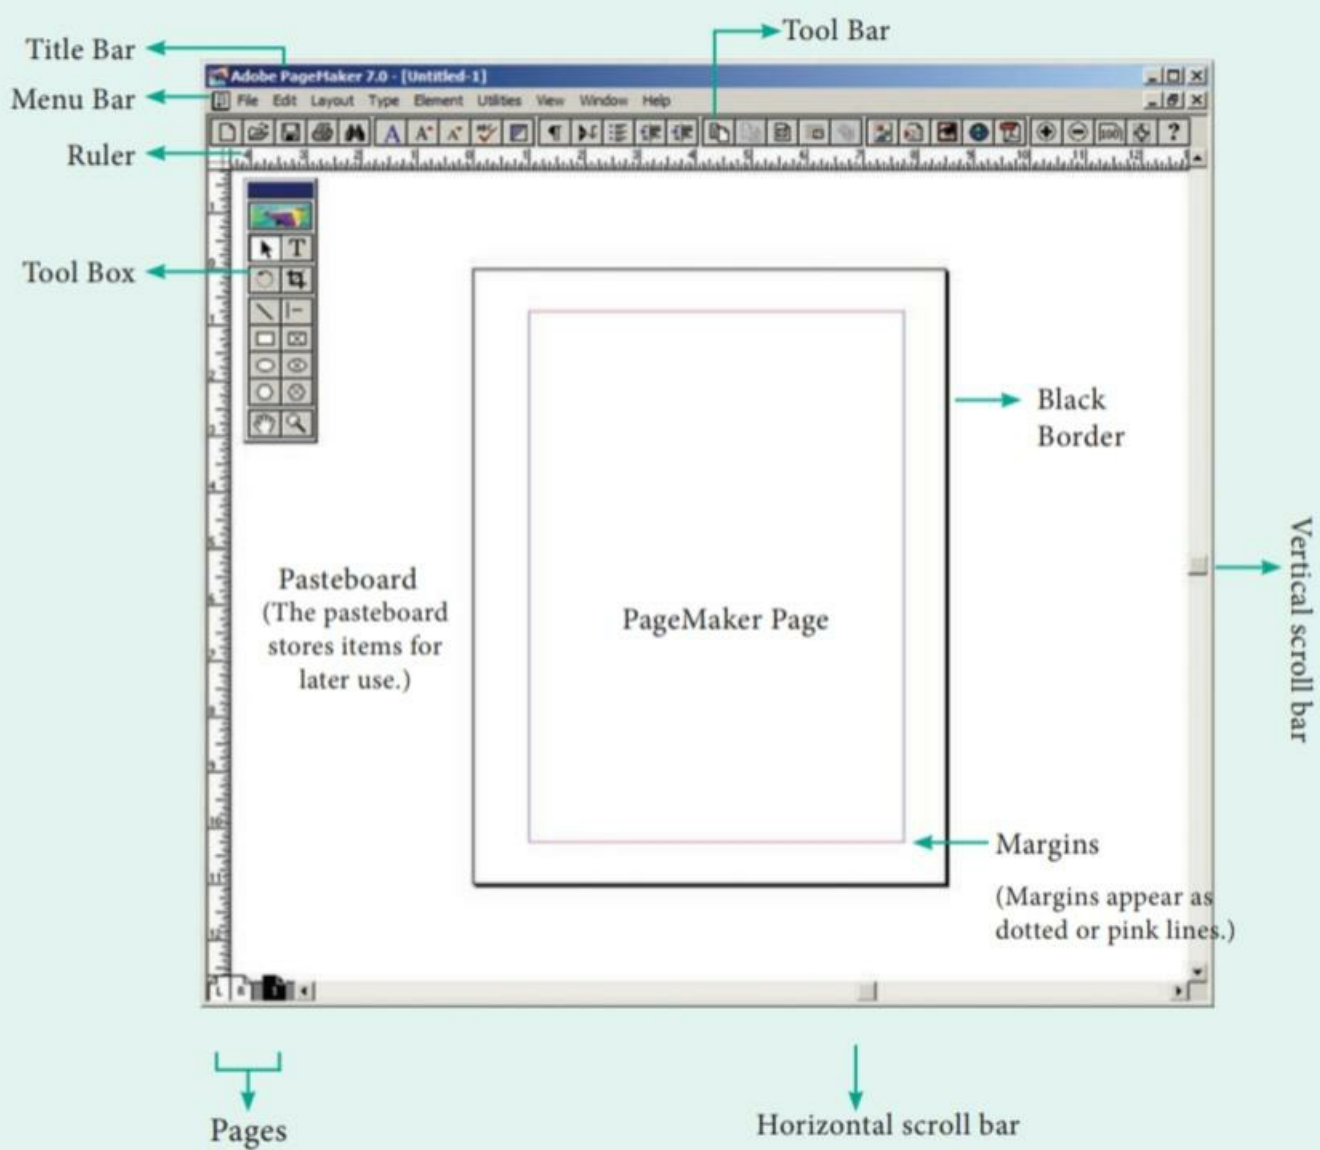 Tool Bar
Title Bar
Adobe PageMaker 7.0 - [Untitled-1]
Menu Bar
File Edit Layout Type Element Utilities View Window Help
Ruler
T
Tool Box
Black
Border
Vertical scroll bar
Pasteboard
(The pasteboard
stores items for
later use.)
PageMaker Page
Margins
(Margins appear as
dotted or pink lines.)
L R 1
Pages
Horizontal scroll bar